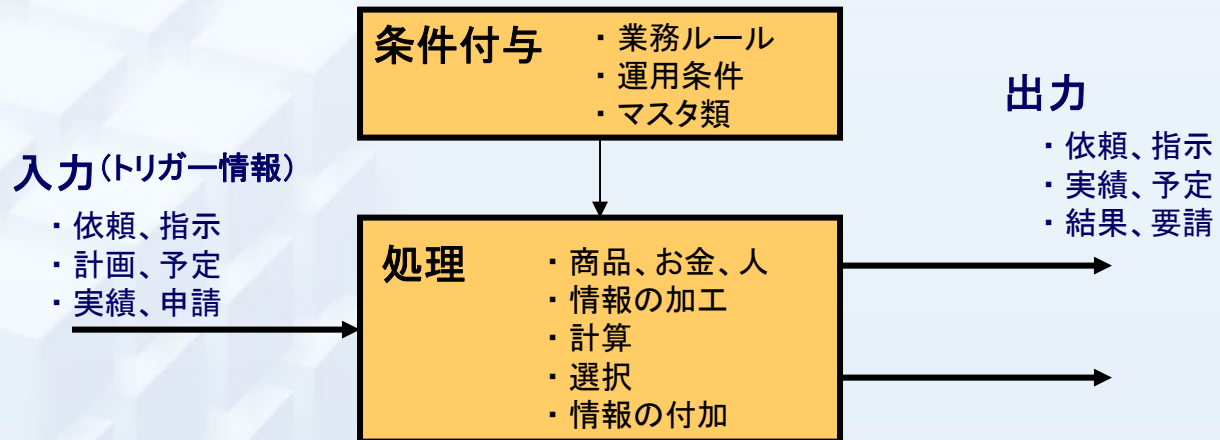 条件付与
・業務ルール
・運用条件
・マスタ類
入力(トリガー情報)
・依頼、指示
・計画、予定
・実績、申請
処理
・商品、お金、人
・情報の加工
・計算
・選択
・情報の付加
出力
・依頼、指示
・実績、予定
・結果、要請